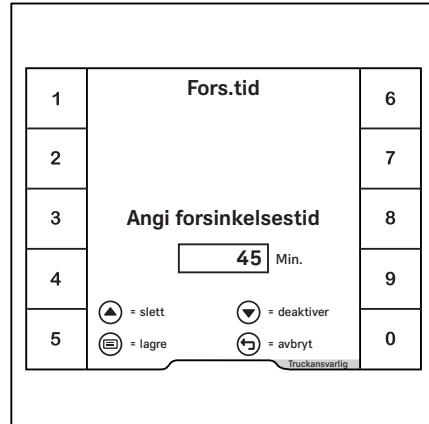 Fors.tid
1
6
2
7
3
Angi forsinkelsestid
8
45 Min.
4
9
= slett
= deaktiver
5
= lagre
= avbryt
0
Truckansvarlig